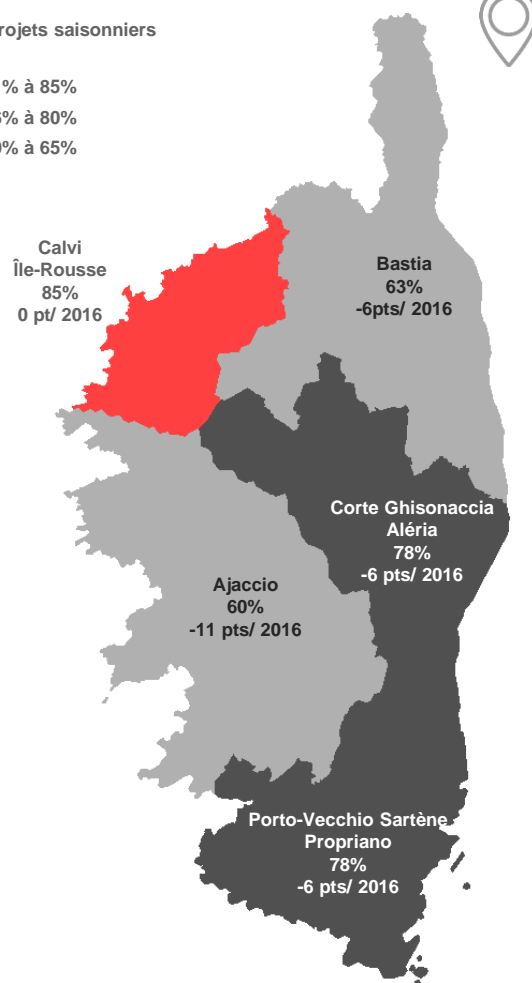 rojets saisonniers
% à 85%
% à 80%
% à 65%
Calvi
Île-Rousse
85%
0 pt/ 2016
Bastia
63%
-6pts/ 2016
Corte Ghisonaccia
Aléria
78%
-6 pts/ 2016
Ajaccio
60%
-11 pts/ 2016
Porto-Vecchio Sartène
Propriano
78%
-6 pts/ 2016